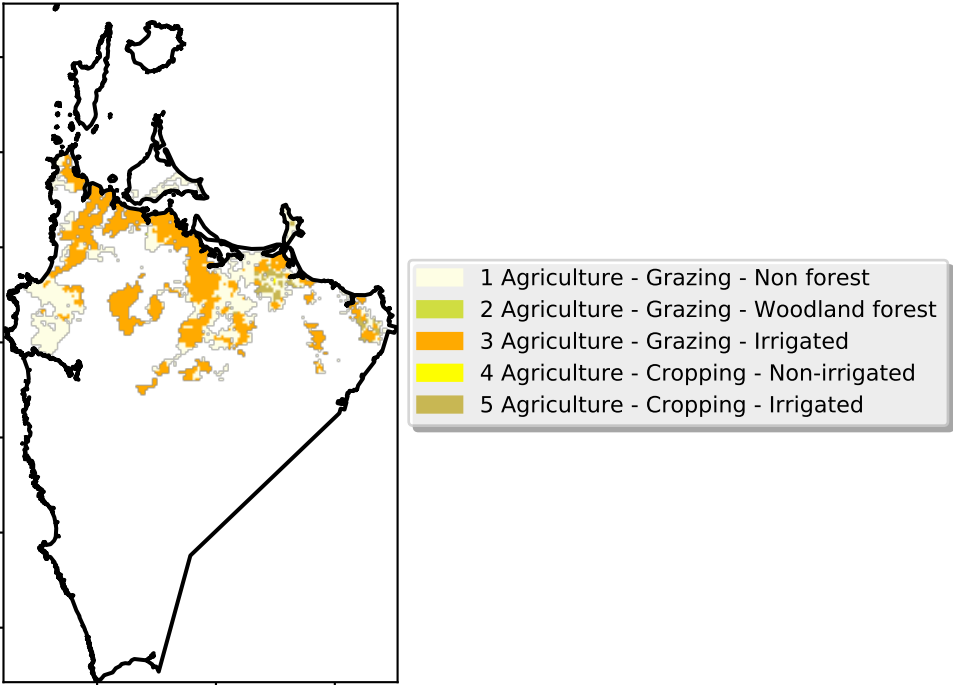 1 Agriculture - Grazing - Non forest
2 Agriculture - Grazing - Woodland forest
3 Agriculture - Grazing - Irrigated
4 Agriculture - Cropping - Non-irrigated
5 Agriculture - Cropping - Irrigated